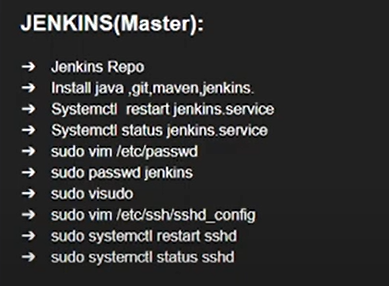 JENKINS(Master):
➔ Jenkins Repo
➔ Install java ,git,maven,jenkins.
➔ Systemctl restart jenkins.service
➔ Systemctl status jenkins.service
➔ sudo vim /etc/passwd
➔ sudo passwd jenkins
➔ sudo visudo
➔ sudo vim /etc/ssh/sshd_config
➔ sudo systemctl restart sshd
➔ sudo systemctl status sshd